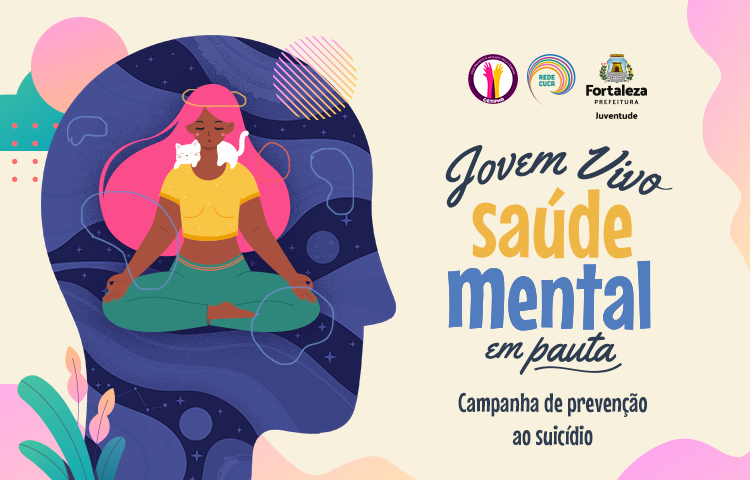 REDE
CUCA
Fortaleza
PREFEITURA
Juventude
Jovem Vivo
saúde
mental
em pauta
Campanha de prevenção
ao suicídio